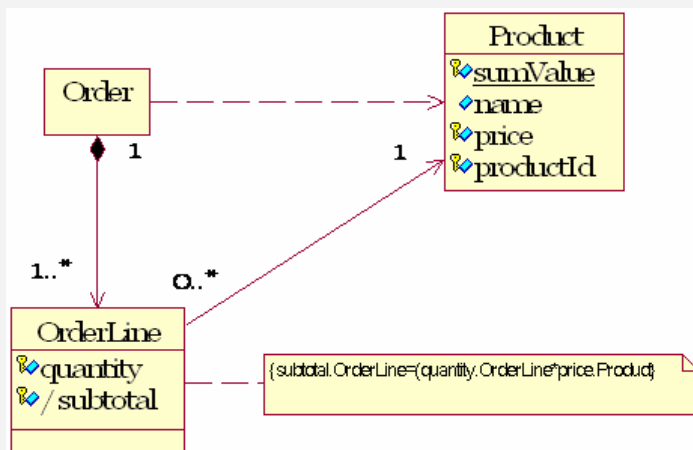 Product
sumValue
name
price
productId
Order
1
1
1..*
0..*
OrderLine
quantity
/ subtotal
{subtotal.OrderLine=(quantity.OrderLine*price.Product}